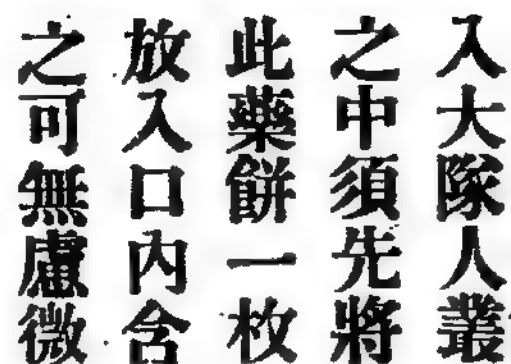 入大隊人叢
之中須先將
此藥餅一枚
放入口內含
之可無慮微